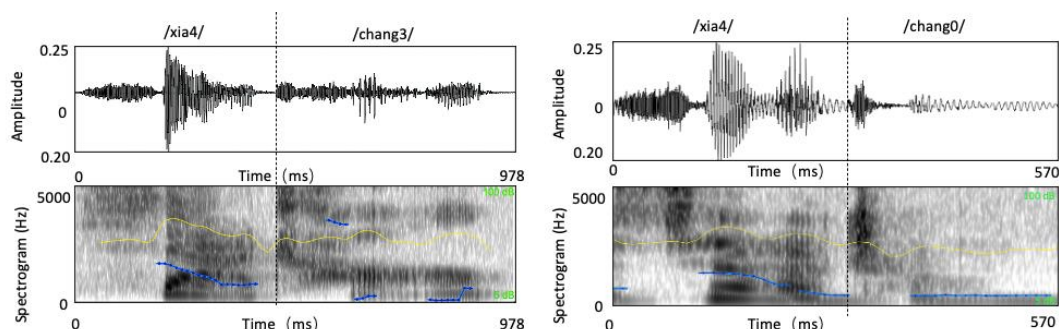 /xia4/ /chang3/
0.25
Amplitude
0
0.20
0 Time (ms) 978
5000
Spectrogram (Hz)
100 dB
0 dB
0
0 Time (ms) 978
/xia4/ /chang0/
0.25
Amplitude
0
0.20
0 Time (ms) 570
5000
Spectrogram (Hz)
100 dB
0
0 Time (ms) 570